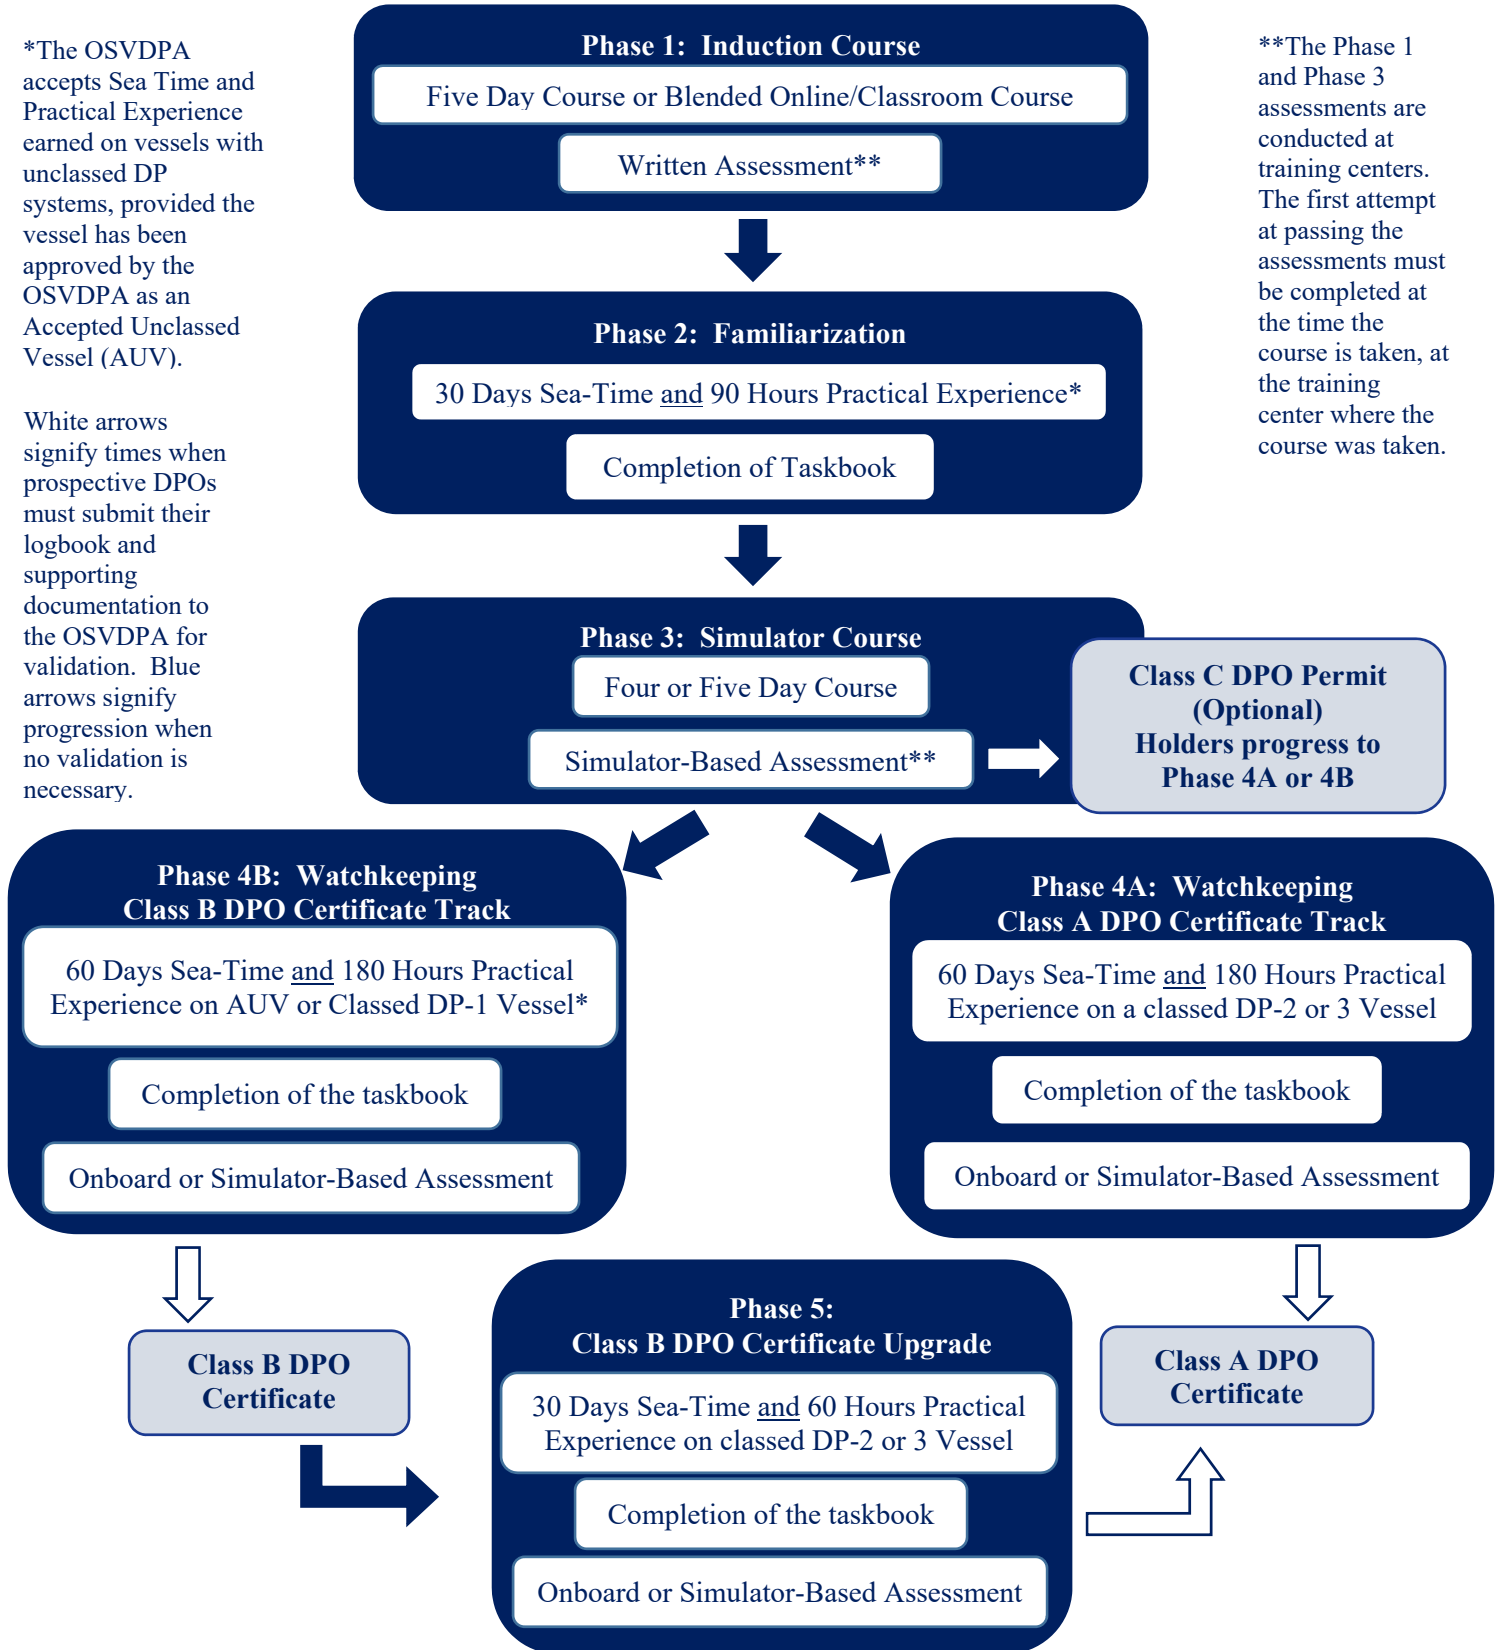 *The OSVDPA
accepts Sea Time and
Practical Experience
earned on vessels with
unclassed DP
systems, provided the
vessel has been
approved by the
OSVDPA as an
Accepted Unclassed
Vessel (AUV).
White arrows
signify times when
prospective DPOs
must submit their
logbook and
supporting
documentation to
the OSVDPA for
validation.  Blue
arrows signify
progression when
no validation is
necessary.
Phase 1:  Induction Course
Five Day Course or Blended Online/Classroom Course
Written Assessment**
**The Phase 1
and Phase 3
assessments are
conducted at
training centers.
The first attempt
at passing the
assessments must
be completed at
the time the
course is taken, at
the training
center where the
course was taken.
Phase 2:  Familiarization
30 Days Sea-Time and 90 Hours Practical Experience*
Completion of Taskbook
Phase 3:  Simulator Course
Four or Five Day Course
Simulator-Based Assessment**
Class C DPO Permit
(Optional)
Holders progress to
Phase 4A or 4B
Phase 4B:  Watchkeeping
Class B DPO Certificate Track
60 Days Sea-Time and 180 Hours Practical
Experience on AUV or Classed DP-1 Vessel*
Completion of the taskbook
Onboard or Simulator-Based Assessment
Phase 4A:  Watchkeeping
Class A DPO Certificate Track
60 Days Sea-Time and 180 Hours Practical
Experience on a classed DP-2 or 3 Vessel
Completion of the taskbook
Onboard or Simulator-Based Assessment
Class B DPO
Certificate
Phase 5:
Class B DPO Certificate Upgrade
30 Days Sea-Time and 60 Hours Practical
Experience on classed DP-2 or 3 Vessel
Completion of the taskbook
Onboard or Simulator-Based Assessment
Class A DPO
Certificate